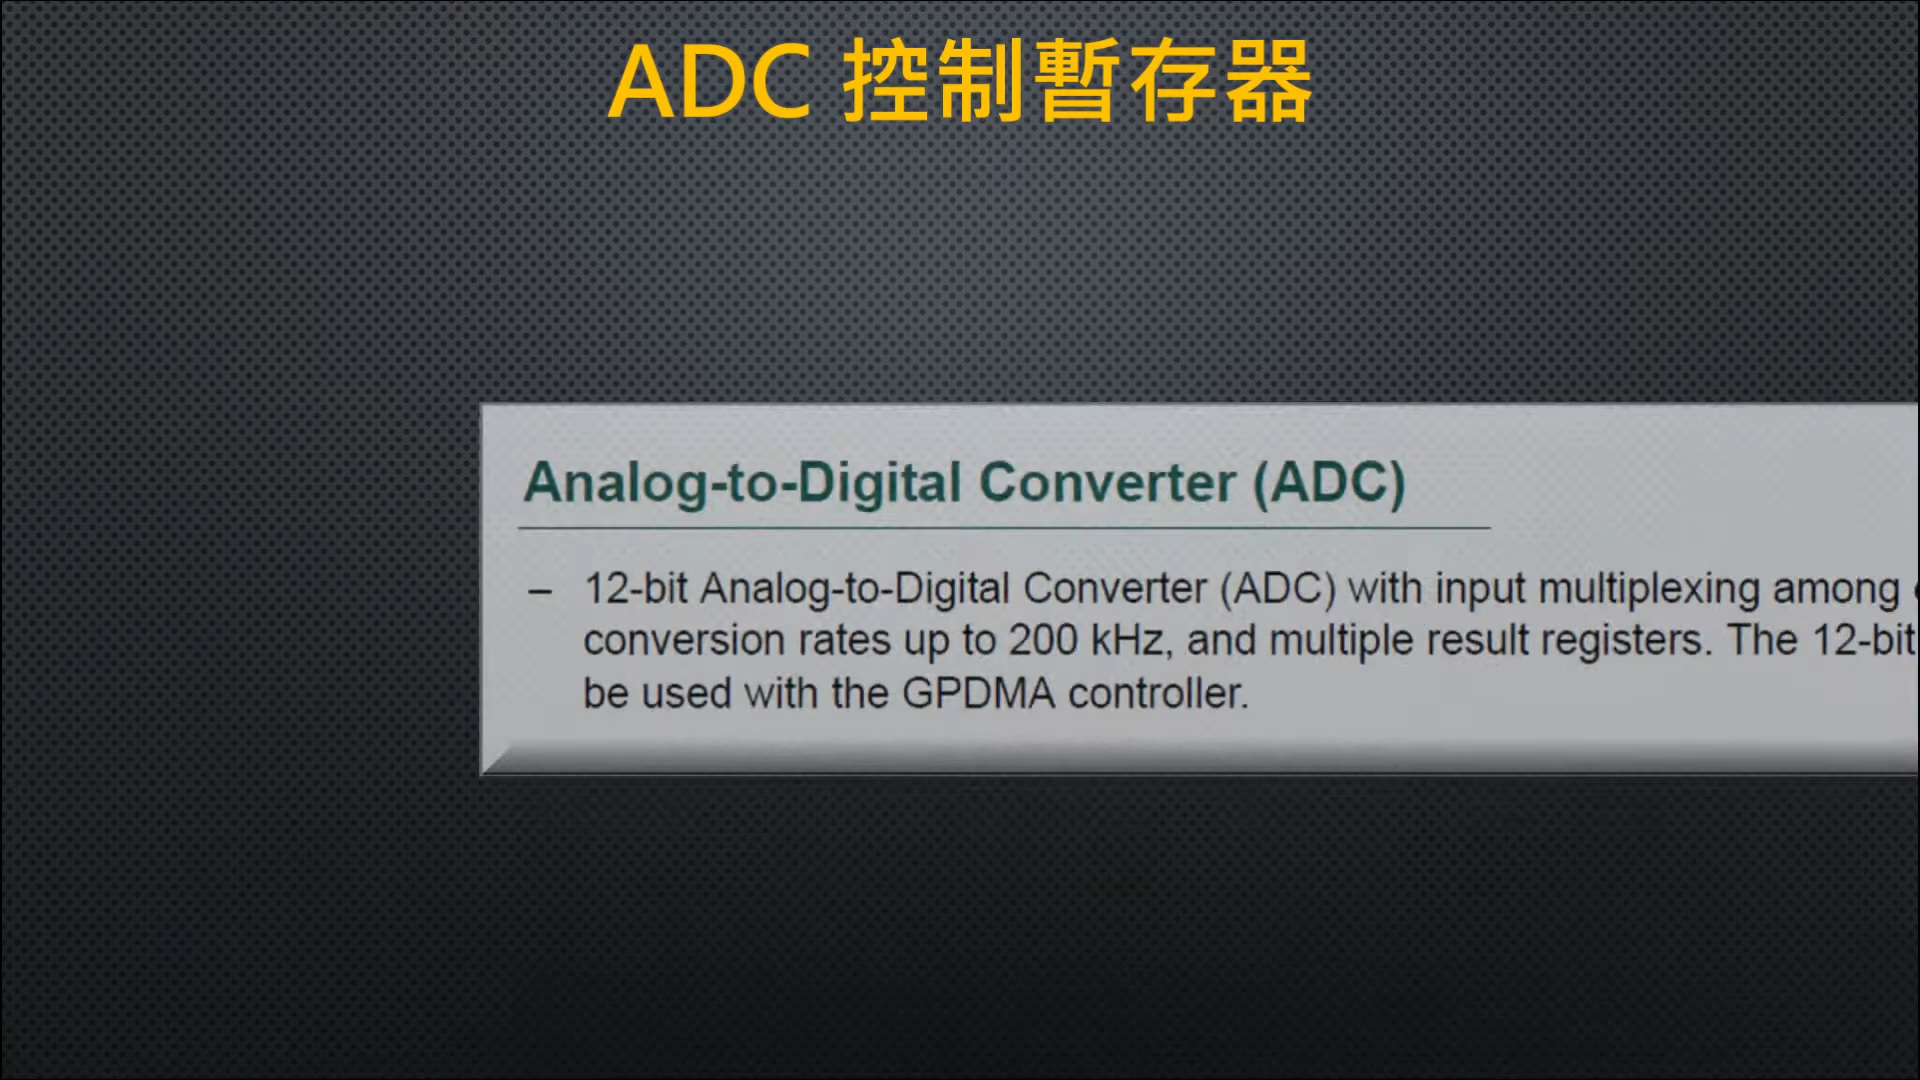 ADC 控制暫存器
Analog-to-Digital Converter (ADC)
– 12-bit Analog-to-Digital Converter (ADC) with input multiplexing among
conversion rates up to 200 kHz, and multiple result registers. The 12-bit
be used with the GPDMA controller.